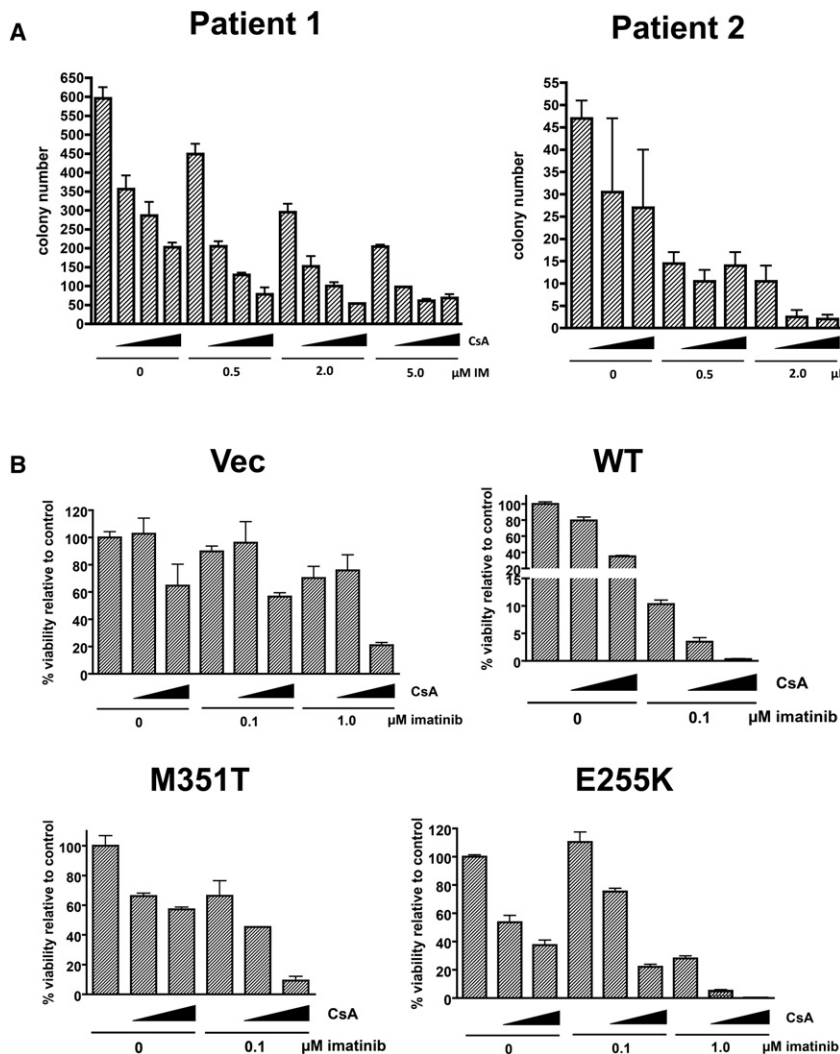 A
Patient 1
Patient 2
colony number
650
600
550
500
450
400
350
300
250
200
150
100
50
0
CsA
0 0.5 2.0 5.0 µM IM
colony number
55
50
45
40
35
30
25
20
15
10
5
0
0 0.5 2.0 µ
B
Vec
WT
% viability relative to control
120
100
80
60
40
20
0
CsA
0 0.1 1.0 µM imatinib
% viabilty relative to control
100
80
60
40
20
15
10
5
0
CsA
0 0.1 µM imatinib
M351T
E255K
% viability relative to control
100
80
60
40
20
0
CsA
0 0.1 µM imatinib
% viability relative to control
120
100
80
60
40
20
0
CsA
0 0.1 1.0 µM imatinib